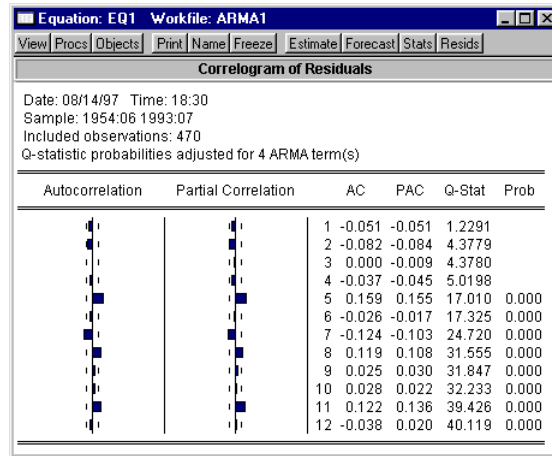 Equation: EQ1 Workfile: ARMA1
View Procs Objects Print Name Freeze Estimate Forecast Stats Resids
Correlogram of Residuals
Date: 08/14/97 Time: 18:30
Sample: 1954:06 1993:07
Included observations: 470
Q-statistic probabilities adjusted for 4 ARMA term(s)
Autocorrelation Partial Correlation AC PAC Q-Stat Prob
1 -0.051 -0.051 1.2291
2 -0.082 -0.084 4.3779
3 0.000 -0.009 4.3780
4 -0.037 -0.045 5.0198
5 0.159 0.155 17.010 0.000
6 -0.026 -0.017 17.325 0.000
7 -0.124 -0.103 24.720 0.000
8 0.119 0.108 31.555 0.000
9 0.025 0.030 31.847 0.000
10 0.028 0.022 32.233 0.000
11 0.122 0.136 39.426 0.000
12 -0.038 0.020 40.119 0.000